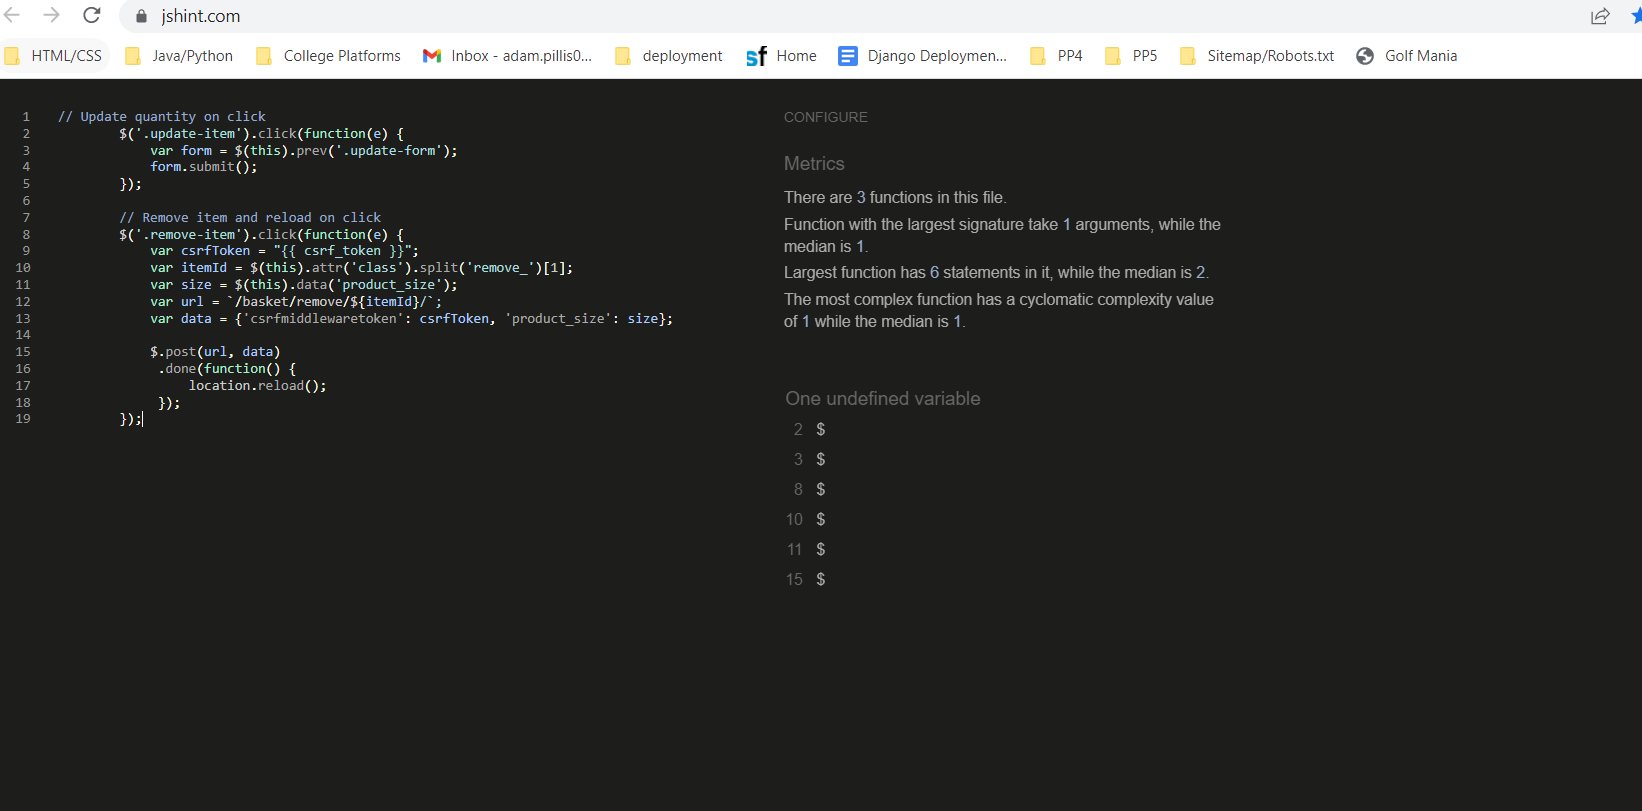 jshint.com
HTML/CSS Java/Python College Platforms Inbox - adam.pillis0... deployment sf Home Django Deploymen... PP4 PP5 Sitemap/Robots.txt Golf Mania
1 // Update quantity on click
2 $('.update-item').click(function(e) {
3 var form = $(this).prev('.update-form');
4 form.submit();
5 });
6
7 // Remove item and reload on click
8 $('.remove-item').click(function(e) {
9 var csrfToken = "{{ csrf_token }}";
10 var itemId = $(this).attr('class').split('remove_')[1];
11 var size = $(this).data('product_size');
12 var url = `/basket/remove/${itemId}/`;
13 var data = {'csrfmiddlewaretoken': csrfToken, 'product_size': size};
14
15 $.post(url, data)
16 .done(function() {
17 location.reload();
18 });
19 });
CONFIGURE
Metrics
There are 3 functions in this file.
Function with the largest signature take 1 arguments, while the
median is 1.
Largest function has 6 statements in it, while the median is 2.
The most complex function has a cyclomatic complexity value
of 1 while the median is 1.
One undefined variable
2 $
3 $
8 $
10 $
11 $
15 $